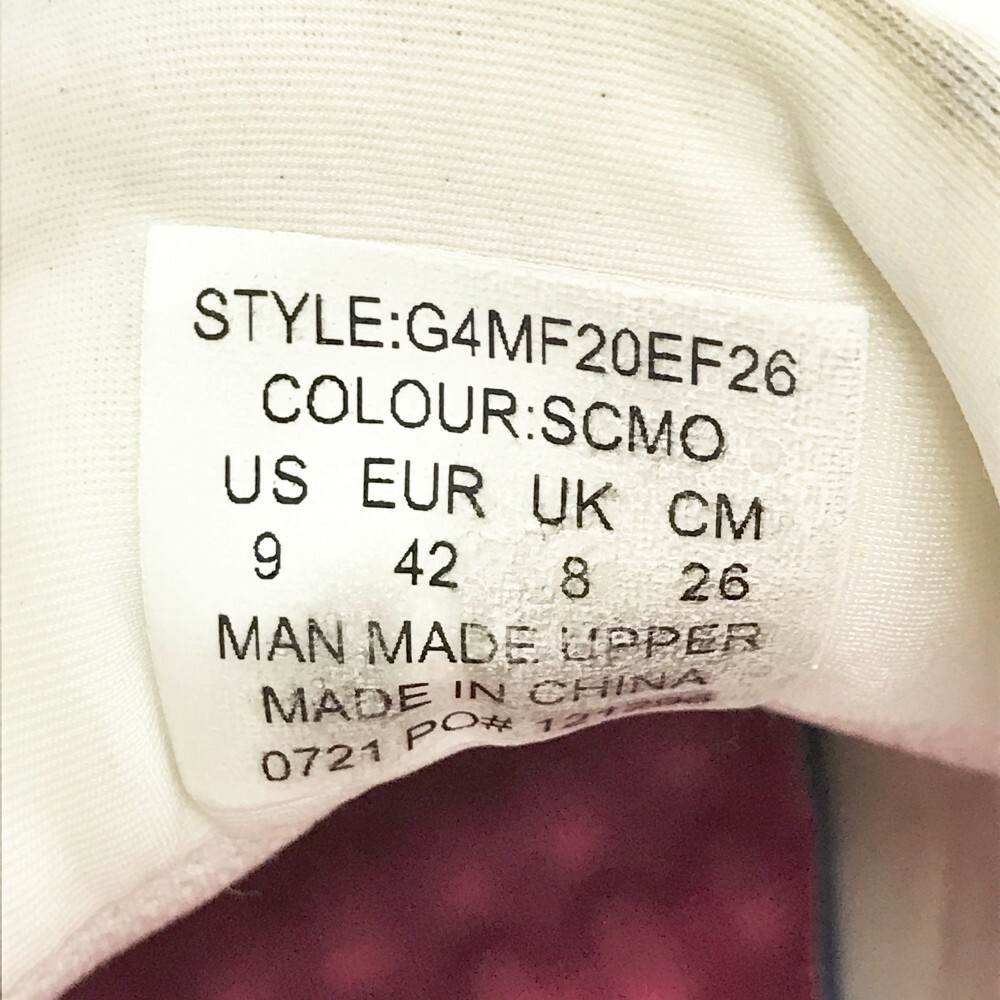 STYLE:G4MF20EF26
COLOUR:SCMO
US EUR UK CM
9 42 8 26
MAN MADE UPPER
MADE IN CHINA
0721 PO#